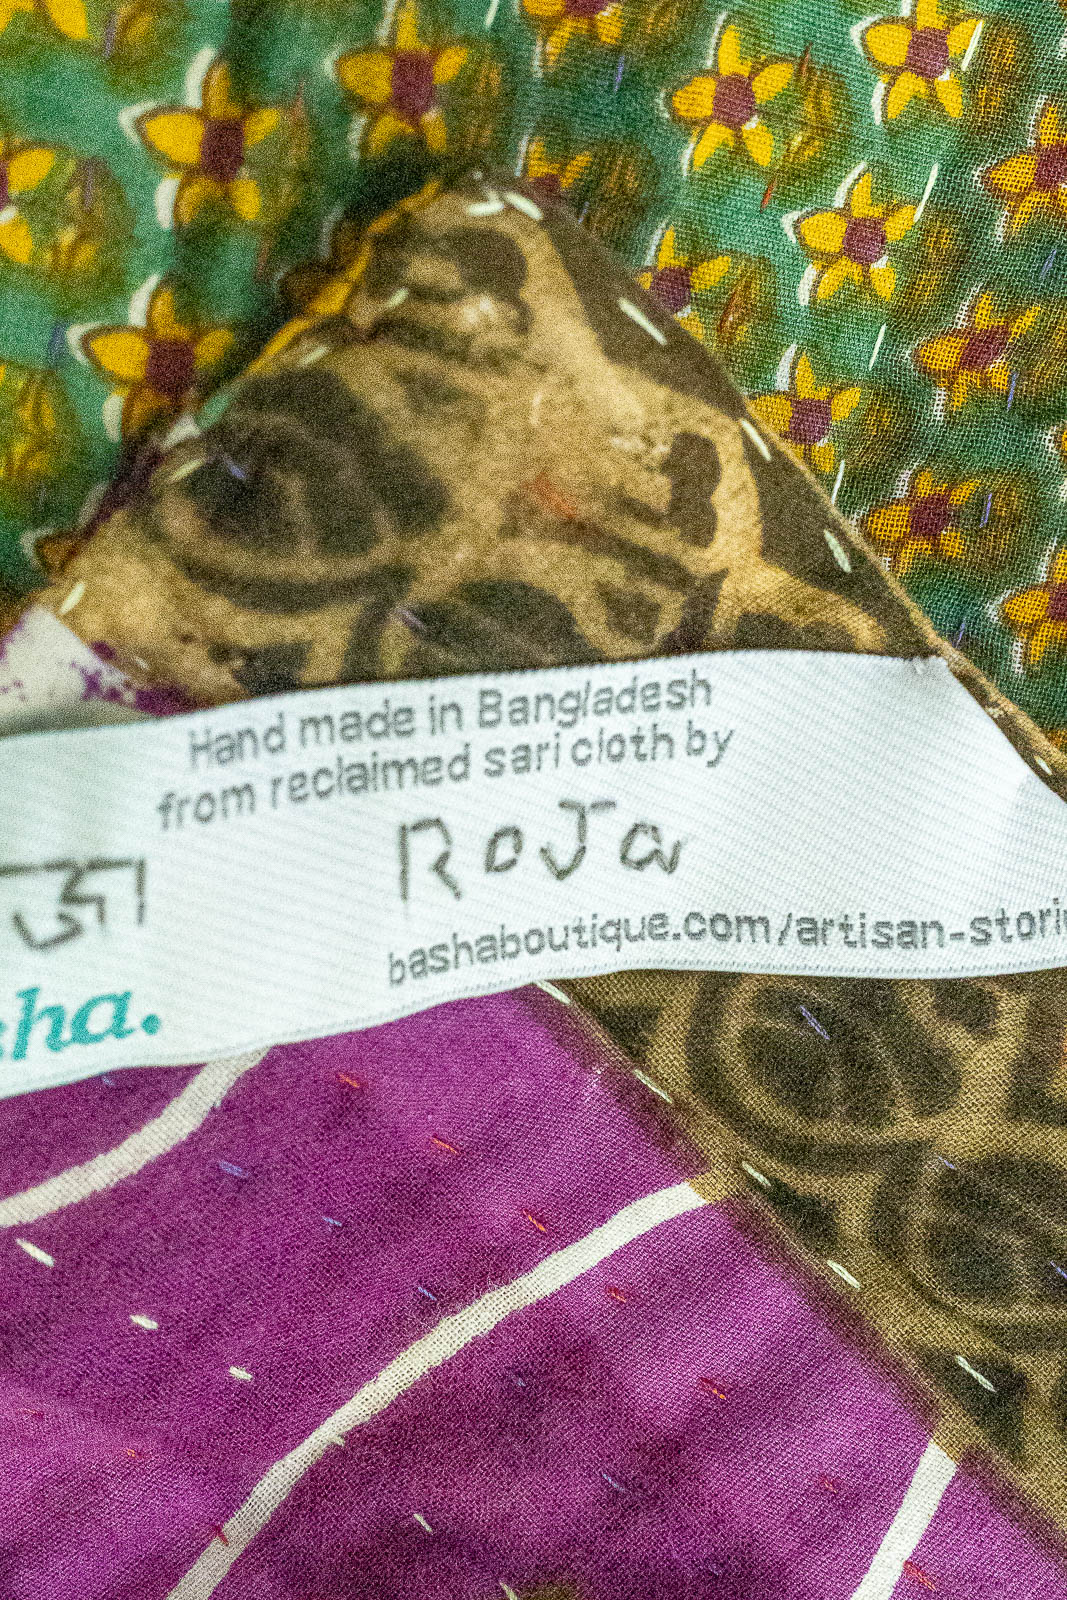 Hand made in Bangladesh
from reclaimed sari cloth by
RoJa
জা
bashaboutique.com/artisan-stori
sha.